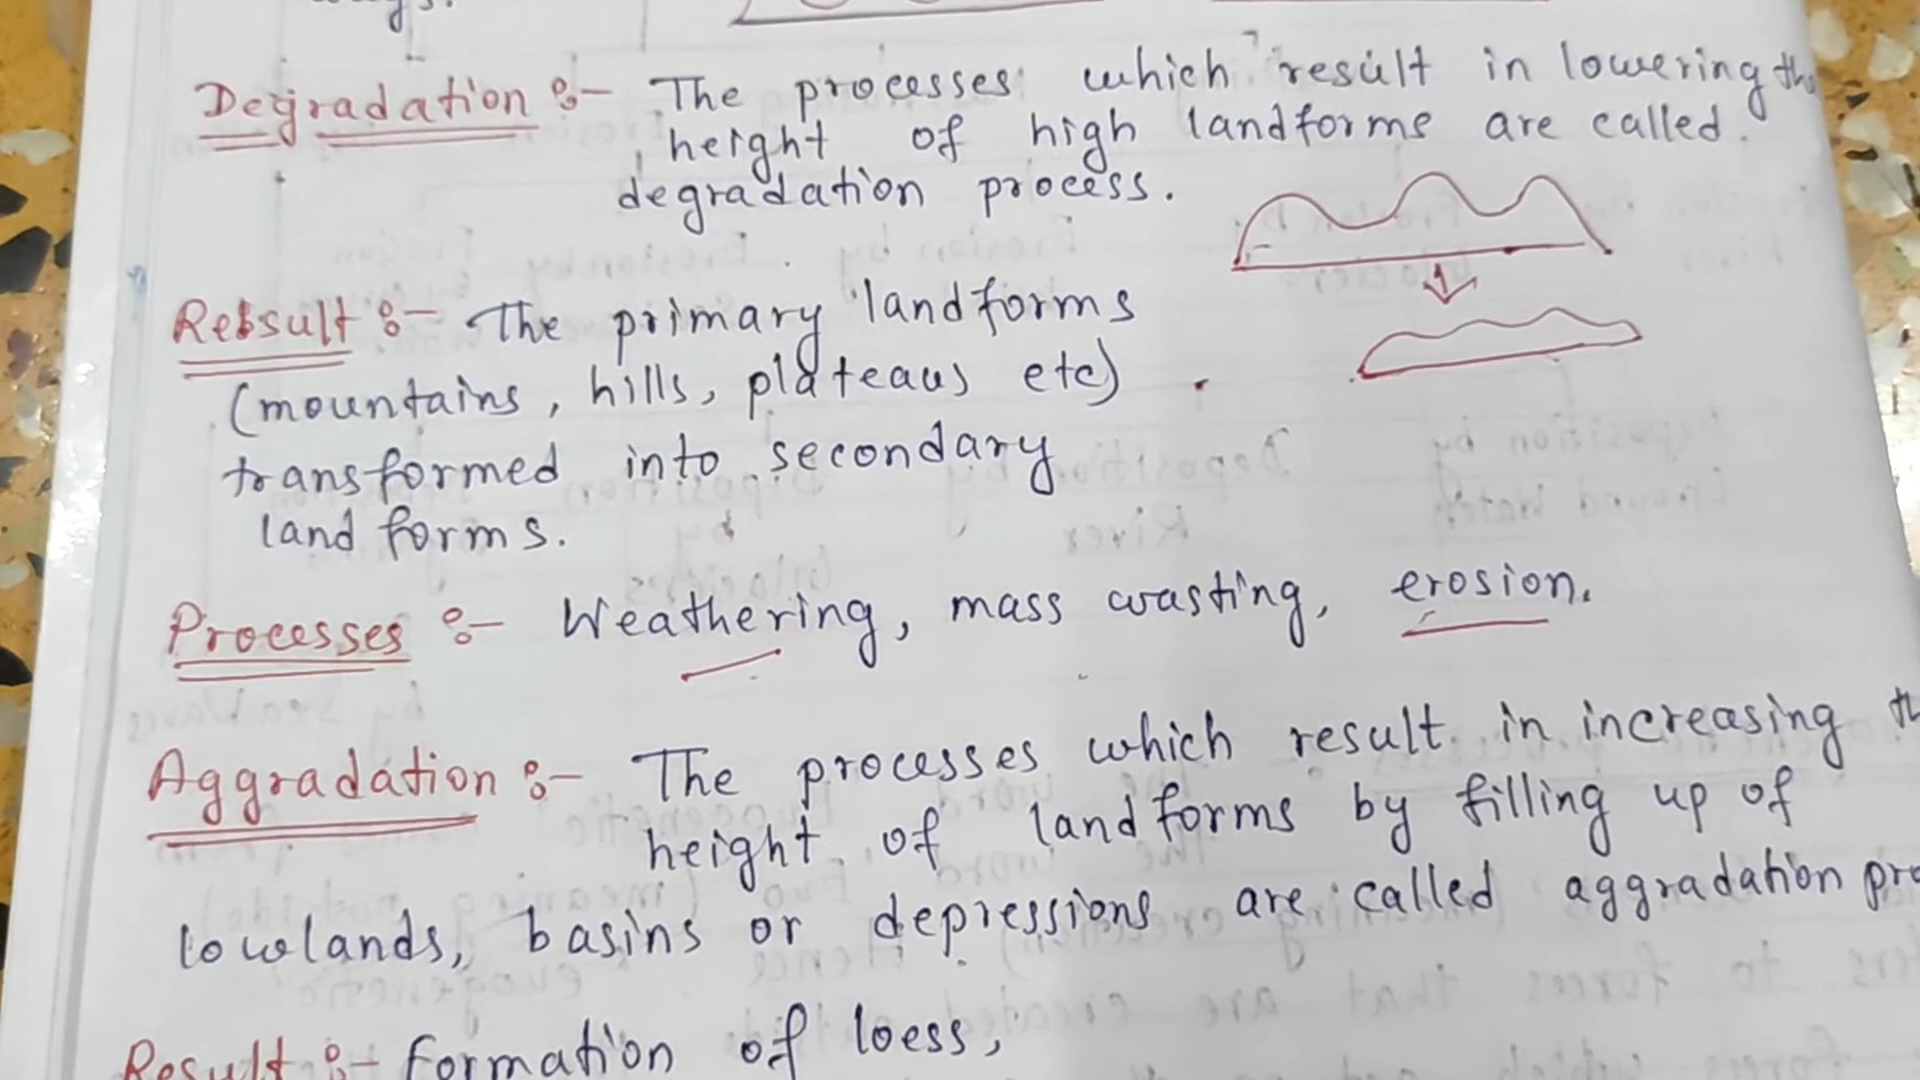 Degradation :- The processes which result in lowering the
height of high landforms are called
degradation process.
Rebsult :- The primary landforms
(mountains, hills, plateaus etc)
transformed into secondary
land forms.
Processes :- Weathering, mass wasting, erosion.
Aggradation :- The processes which result in increasing th
height of landforms by filling up of
lowlands, basins or depressions are called aggradation pro
Result :- Formation of loess,